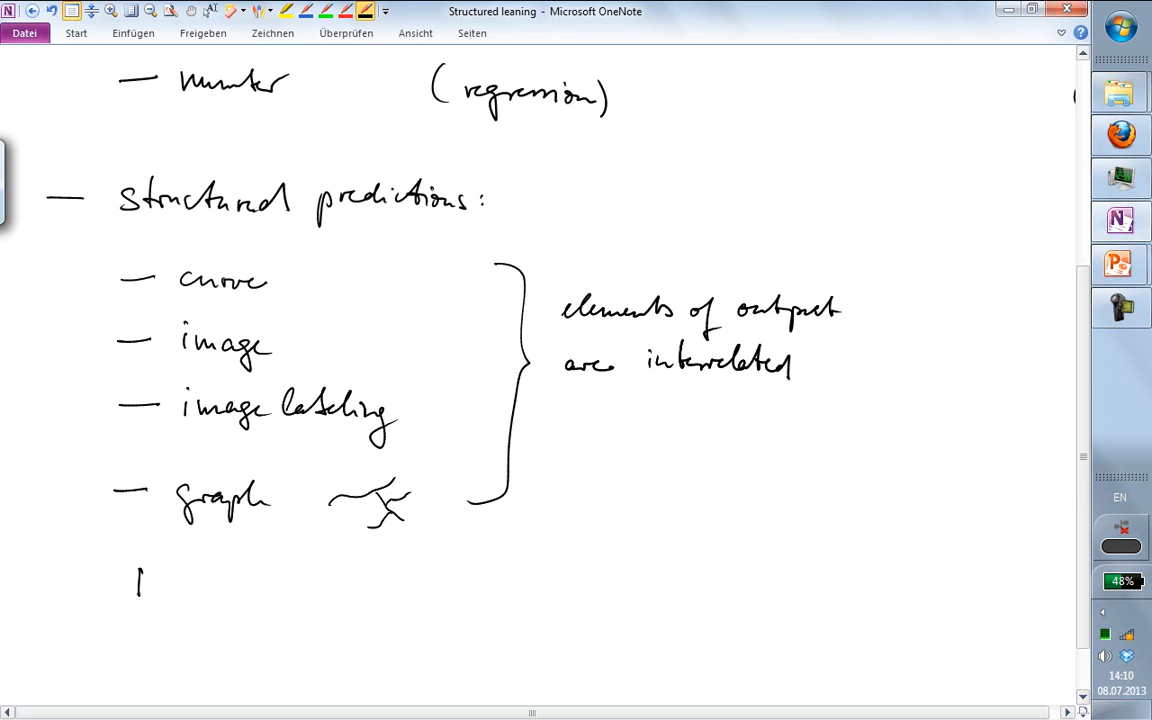 Structured leaning - Microsoft OneNote
Datei Start Einfügen Freigeben Zeichnen Überprüfen Ansicht Seiten
— number (regression)
— structured predictions:
— curve
— image
— image labeling
— graph
elements of output
are interrelated
EN
48%
14:10
08.07.2013